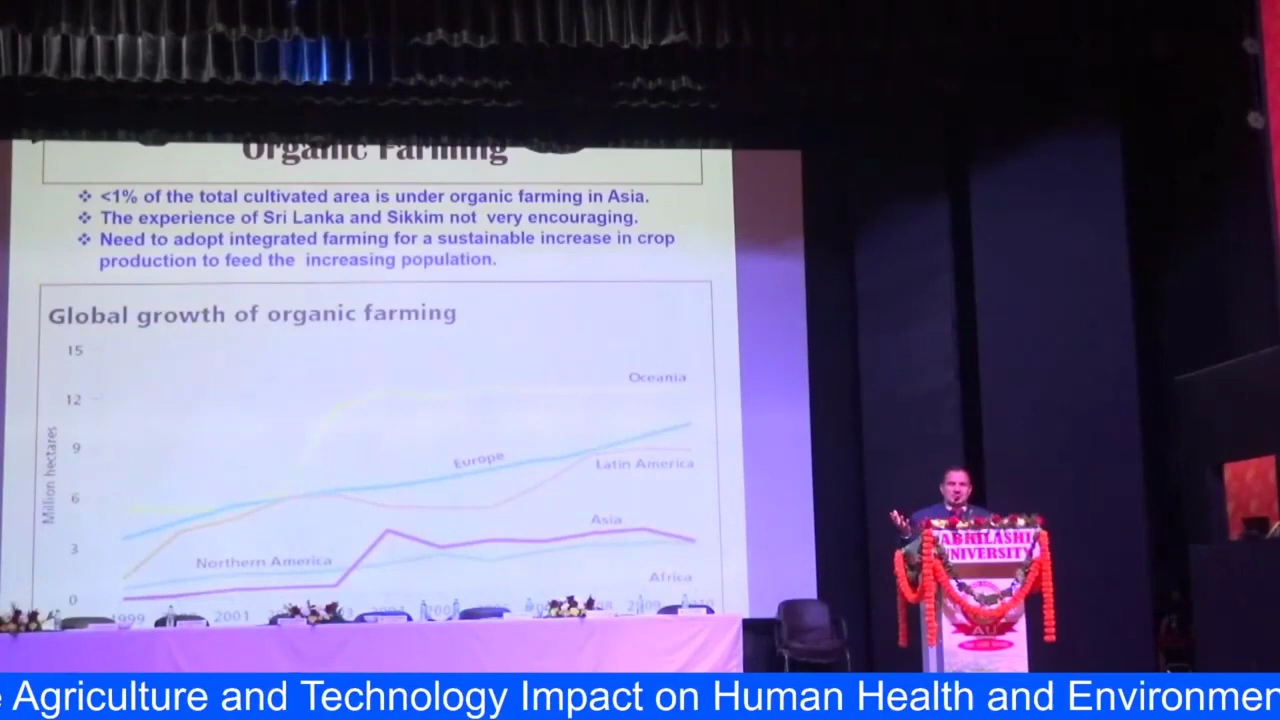 Organic Farming
❖ <1% of the total cultivated area is under organic farming in Asia.
❖ The experience of Sri Lanka and Sikkim not very encouraging.
❖ Need to adopt integrated farming for a sustainable increase in crop
production to feed the increasing population.
Global growth of organic farming
15
Oceania
12
9
Europe
Latin America
Million hectares
6
Asia
3
Northern America
Africa
0
1999
2001
ABHILASHI
UNIVERSITY
AU
e Agriculture and Technology Impact on Human Health and Environmen